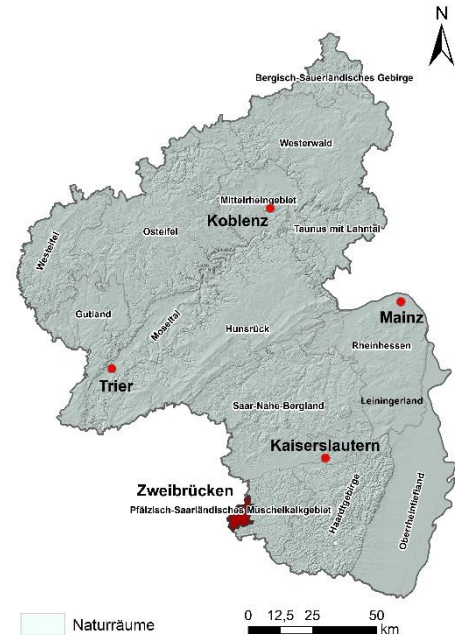 N
Bergisch-Sauerländisches Gebirge
Westerwald
Mittelrheingebiet
Koblenz
Taunus mit Lahntal
Osteifel
Westeifel
Gutland
Moseltal
Hunsrück
Mainz
Rheinhessen
Trier
Leiningerland
Saar-Nahe-Bergland
Kaiserslautern
Zweibrücken
Pfälzisch-Saarländisches Muschelkalkgebiet
Haardtgebirge
Oberrheintiefland
Naturräume
0 12,5 25 50
km